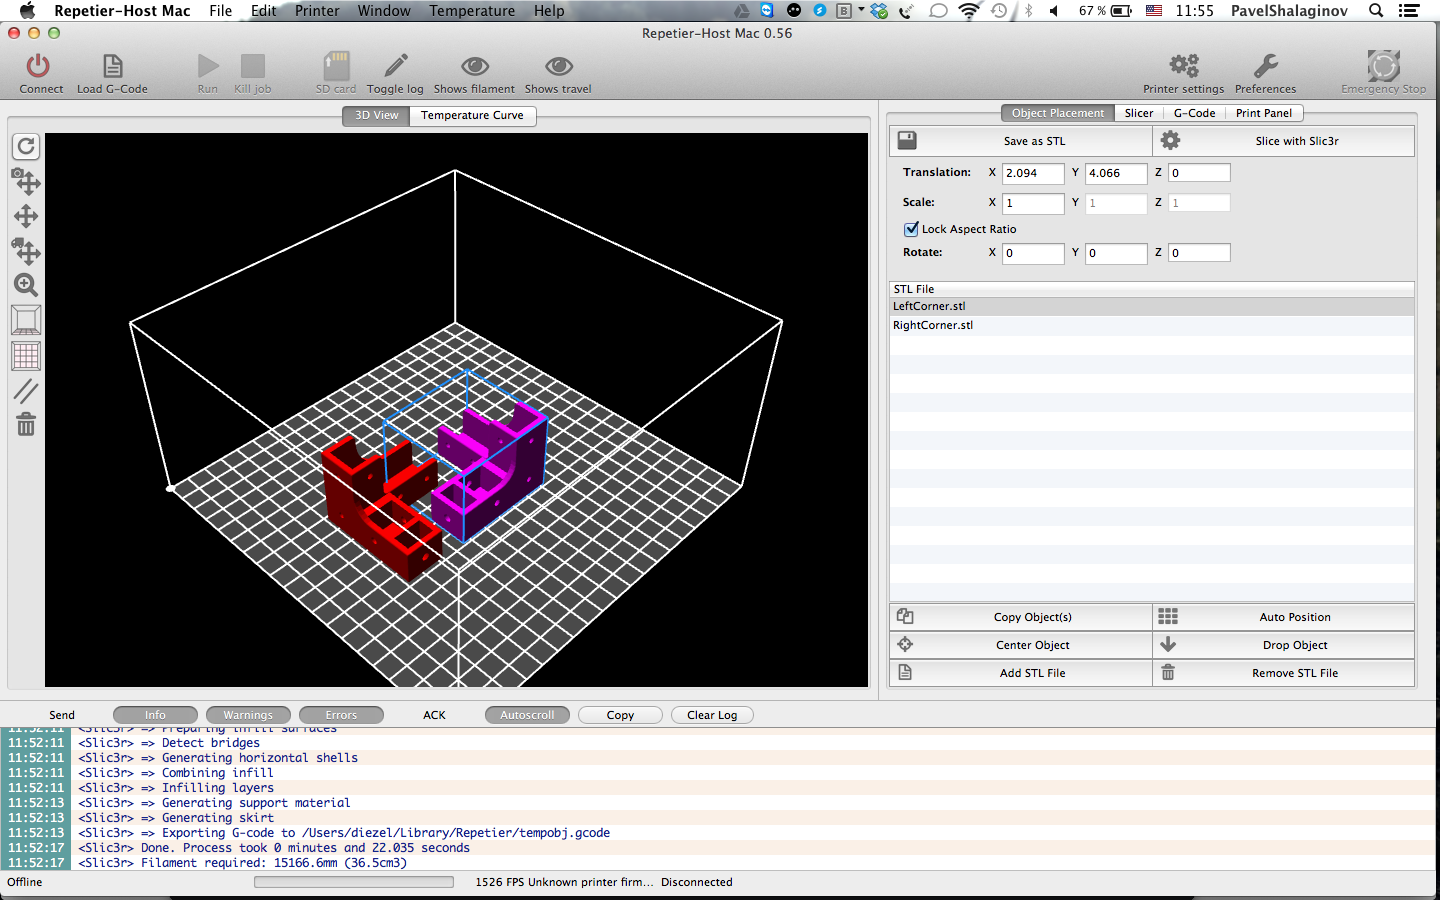 Repetier-Host Mac File Edit Printer Window Temperature Help B 67 % 11:55 PavelShalaginov
Repetier-Host Mac 0.56
Connect Load G-Code Run Kill job SD card Toggle log Shows filament Shows travel Printer settings Preferences Emergency Stop
3D View Temperature Curve
Object Placement Slicer G-Code Print Panel
Save as STL Slice with Slic3r
Translation: X 2.094 Y 4.066 Z 0
Scale: X 1 Y 1 Z 1
Lock Aspect Ratio
Rotate: X 0 Y 0 Z 0
STL File
LeftCorner.stl
RightCorner.stl
Copy Object(s) Auto Position
Center Object Drop Object
Add STL File Remove STL File
Send Info Warnings Errors ACK Autoscroll Copy Clear Log
11:52:11 <Slic3r> => Preparing infill surfaces
11:52:11 <Slic3r> => Detect bridges
11:52:11 <Slic3r> => Generating horizontal shells
11:52:11 <Slic3r> => Combining infill
11:52:11 <Slic3r> => Infilling layers
11:52:13 <Slic3r> => Generating support material
11:52:13 <Slic3r> => Generating skirt
11:52:13 <Slic3r> => Exporting G-code to /Users/diezel/Library/Repetier/tempobj.gcode
11:52:17 <Slic3r> Done. Process took 0 minutes and 22.035 seconds
11:52:17 <Slic3r> Filament required: 15166.6mm (36.5cm3)
Offline 1526 FPS Unknown printer firm... Disconnected